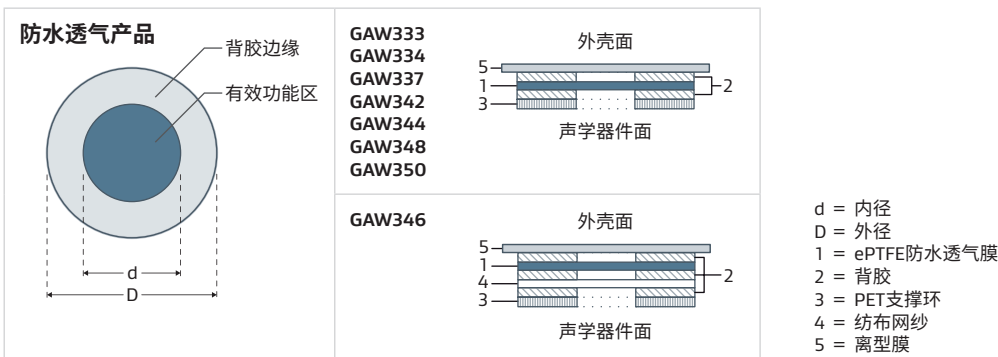 防水透气产品
背胶边缘
有效功能区
d
D
GAW333
GAW334
GAW337
GAW342
GAW344
GAW348
GAW350
外壳面
5
1
3
2
声学器件面
GAW346
外壳面
5
1
4
3
2
声学器件面
d = 内径
D = 外径
1 = ePTFE防水透气膜
2 = 背胶
3 = PET支撑环
4 = 纺布网纱
5 = 离型膜